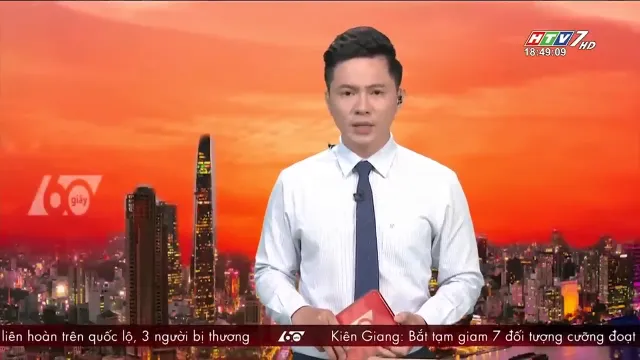 HTV7 HD
18:49:09
60 giây
liên hoàn trên quốc lộ, 3 người bị thương 60 Kiên Giang: Bắt tạm giam 7 đối tượng cưỡng đoạt